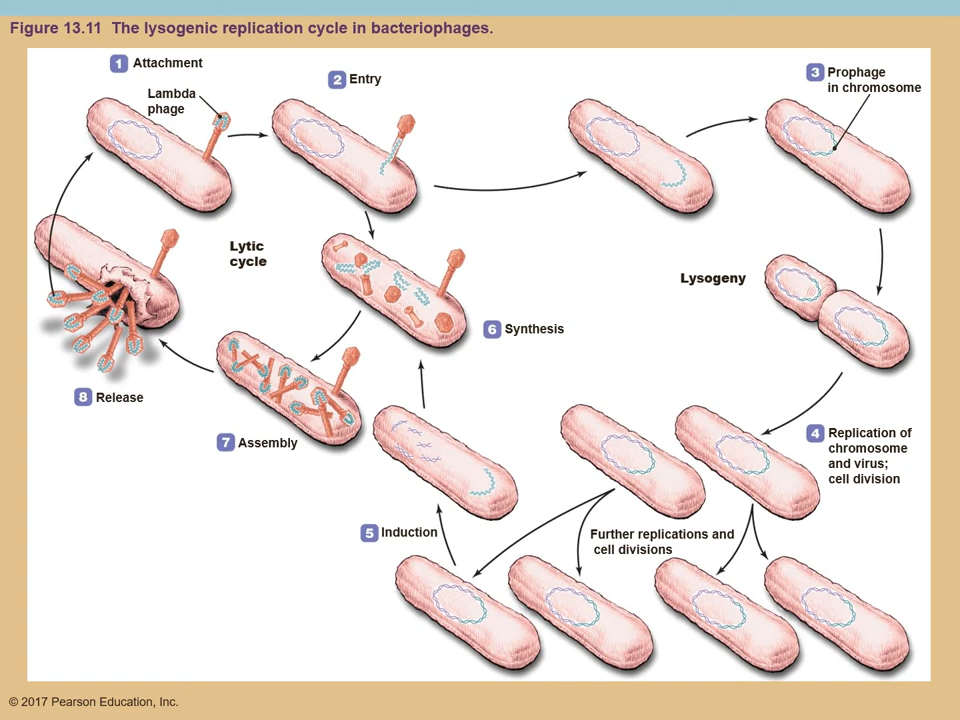 Figure 13.11 The lysogenic replication cycle in bacteriophages.
1 Attachment
Lambda
phage
2 Entry
3 Prophage
in chromosome
Lytic
cycle
Lysogeny
6 Synthesis
8 Release
7 Assembly
4 Replication of
chromosome
and virus;
cell division
5 Induction
Further replications and
cell divisions
© 2017 Pearson Education, Inc.